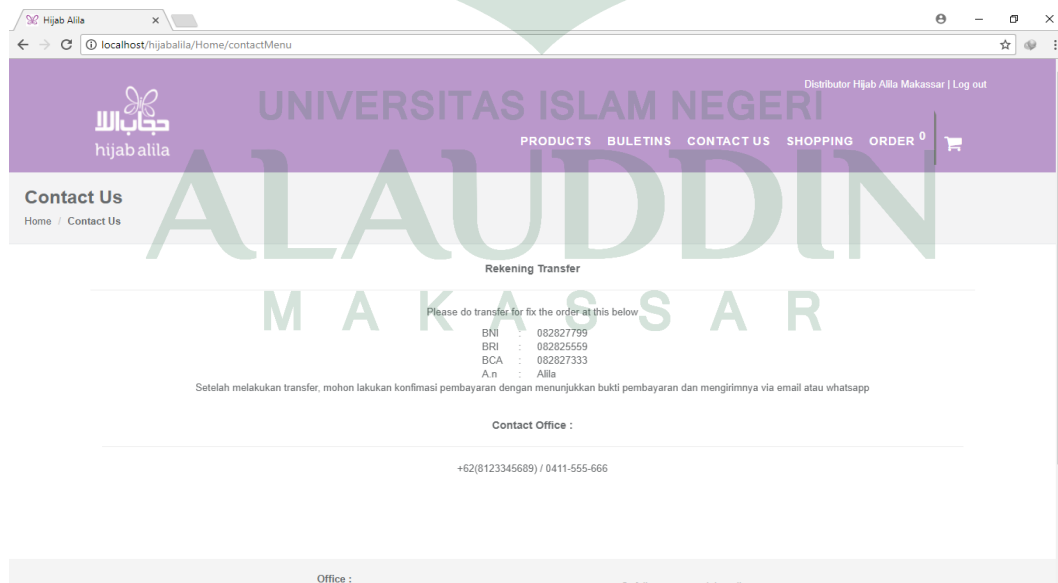 Hijab Alila
localhost/hijabalila/Home/contactMenu
Distributor Hijab Alila Makassar | Log out
حجاب اللا
hijab alila
PRODUCTS BULETINS CONTACT US SHOPPING ORDER 0
UNIVERSITAS ISLAM NEGERI
ALAUDDIN
MAKASSAR
Contact Us
Home / Contact Us
Rekening Transfer
Please do transfer for fix the order at this below
BNI : 082827799
BRI : 082825559
BCA : 082827333
A.n : Alila
Setelah melakukan transfer, mohon lakukan konfimasi pembayaran dengan menunjukkan bukti pembayaran dan mengirimnya via email atau whatsapp
Contact Office :
+62(8123345689) / 0411-555-666
Office :